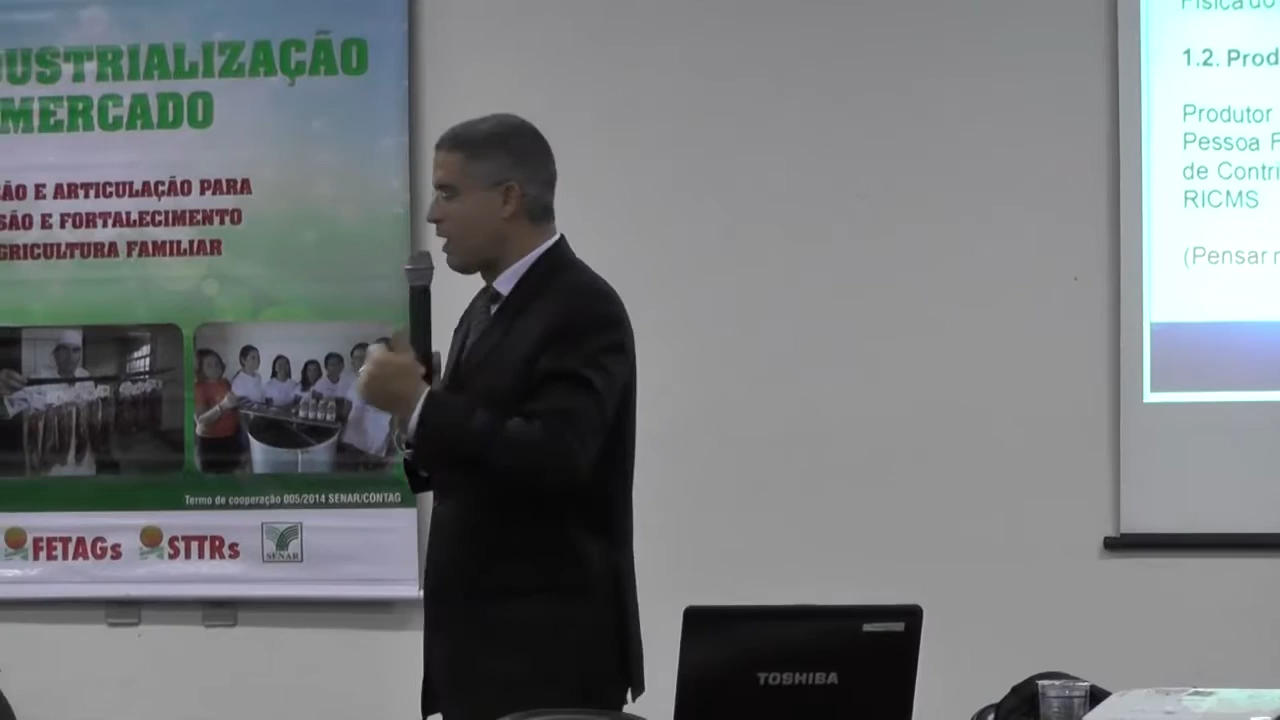 DUSTRIALIZAÇÃO
MERCADO
ÃO E ARTICULAÇÃO PARA
SÃO E FORTALECIMENTO
GRICULTURA FAMILIAR
Termo de cooperação 005/2014 SENAR/CONTAG
FETAGs
STTRs
SENAR
Física do
1.2. Prod
Produtor
Pessoa F
de Contri
RICMS
(Pensar n
TOSHIBA